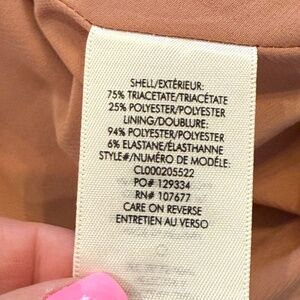 SHELL/EXTÉRIEUR:
75% TRIACETATE/TRIACÉTATE
25% POLYESTER/POLYESTER
LINING/DOUBLURE:
94% POLYESTER/POLYESTER
6% ELASTANE/ÉLASTHANNE
STYLE#/NUMÉRO DE MODÈLE:
CL000205522
PO# 129334
RN# 107677
CARE ON REVERSE
ENTRETIEN AU VERSO